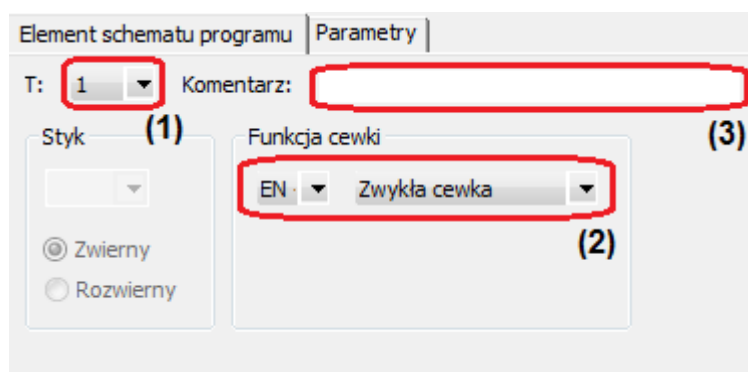 Element schematu programu Parametry
T: 1 Komentarz:
(1) (3)
Styk Funkcja cewki
EN Zwykła cewka
(2)
Zwierny
Rozwierny